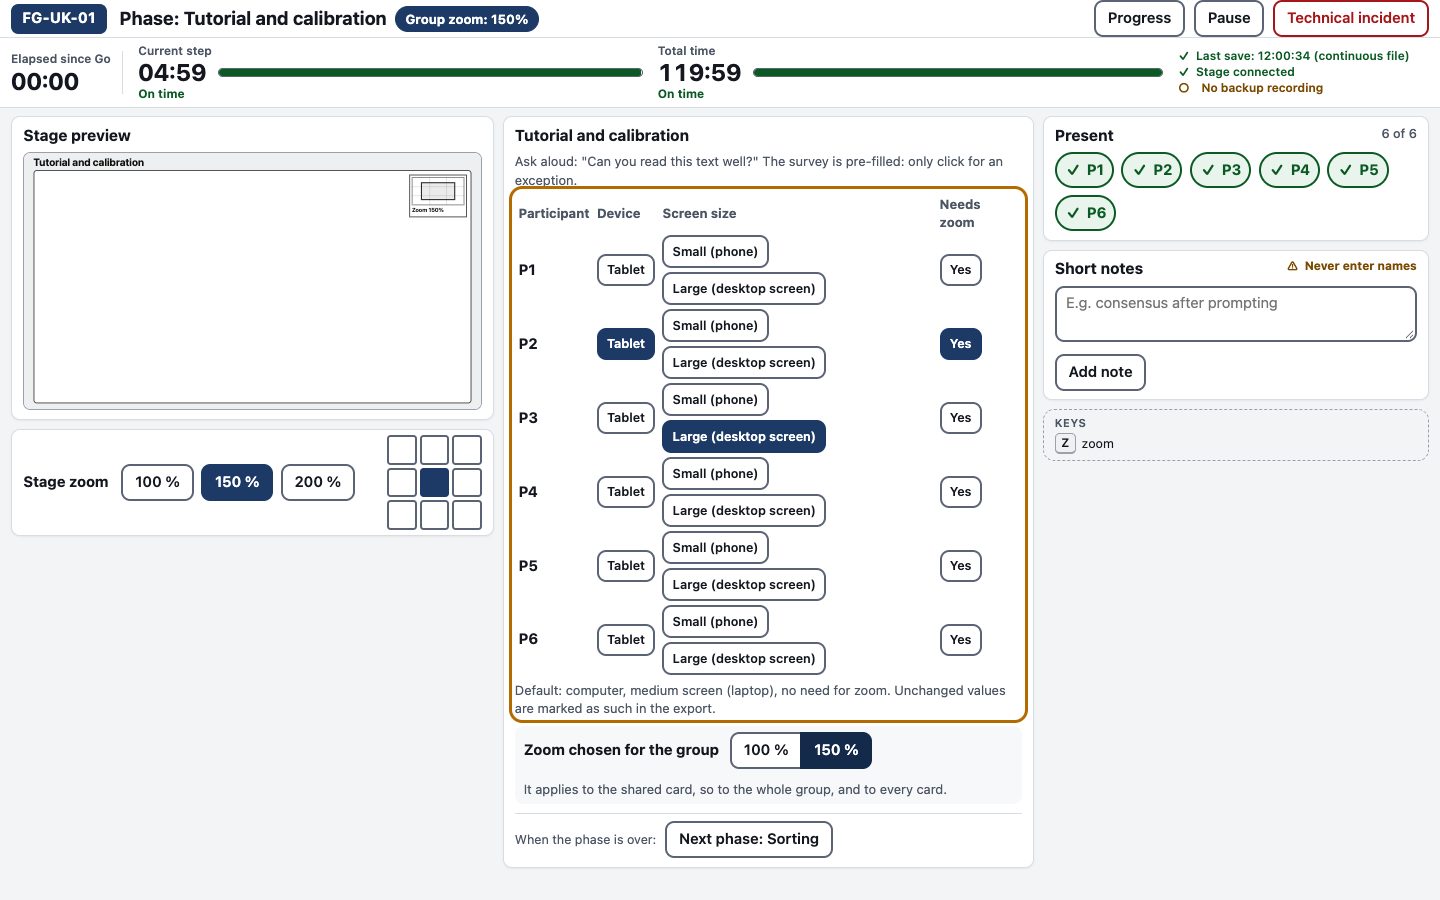 FG-UK-01
Phase: Tutorial and calibration
Group zoom: 150%
Progress
Pause
Technical incident
Elapsed since Go
00:00
Current step
04:59
On time
Total time
119:59
On time
Last save: 12:00:34 (continuous file)
Stage connected
No backup recording
Stage preview
Tutorial and calibration
Zoom 150%
Stage zoom
100 %
150 %
200 %
Tutorial and calibration
Ask aloud: "Can you read this text well?" The survey is pre-filled: only click for an
exception.
Participant Device Screen size Needs
zoom
P1 Tablet Small (phone) Yes
Large (desktop screen)
P2 Tablet Small (phone) Yes
Large (desktop screen)
P3 Tablet Small (phone) Yes
Large (desktop screen)
P4 Tablet Small (phone) Yes
Large (desktop screen)
P5 Tablet Small (phone) Yes
Large (desktop screen)
P6 Tablet Small (phone) Yes
Large (desktop screen)
Default: computer, medium screen (laptop), no need for zoom. Unchanged values
are marked as such in the export.
Zoom chosen for the group 100 % 150 %
It applies to the shared card, so to the whole group, and to every card.
When the phase is over: Next phase: Sorting
Present 6 of 6
P1 P2 P3 P4 P5
P6
Short notes Never enter names
E.g. consensus after prompting
Add note
KEYS
Z zoom